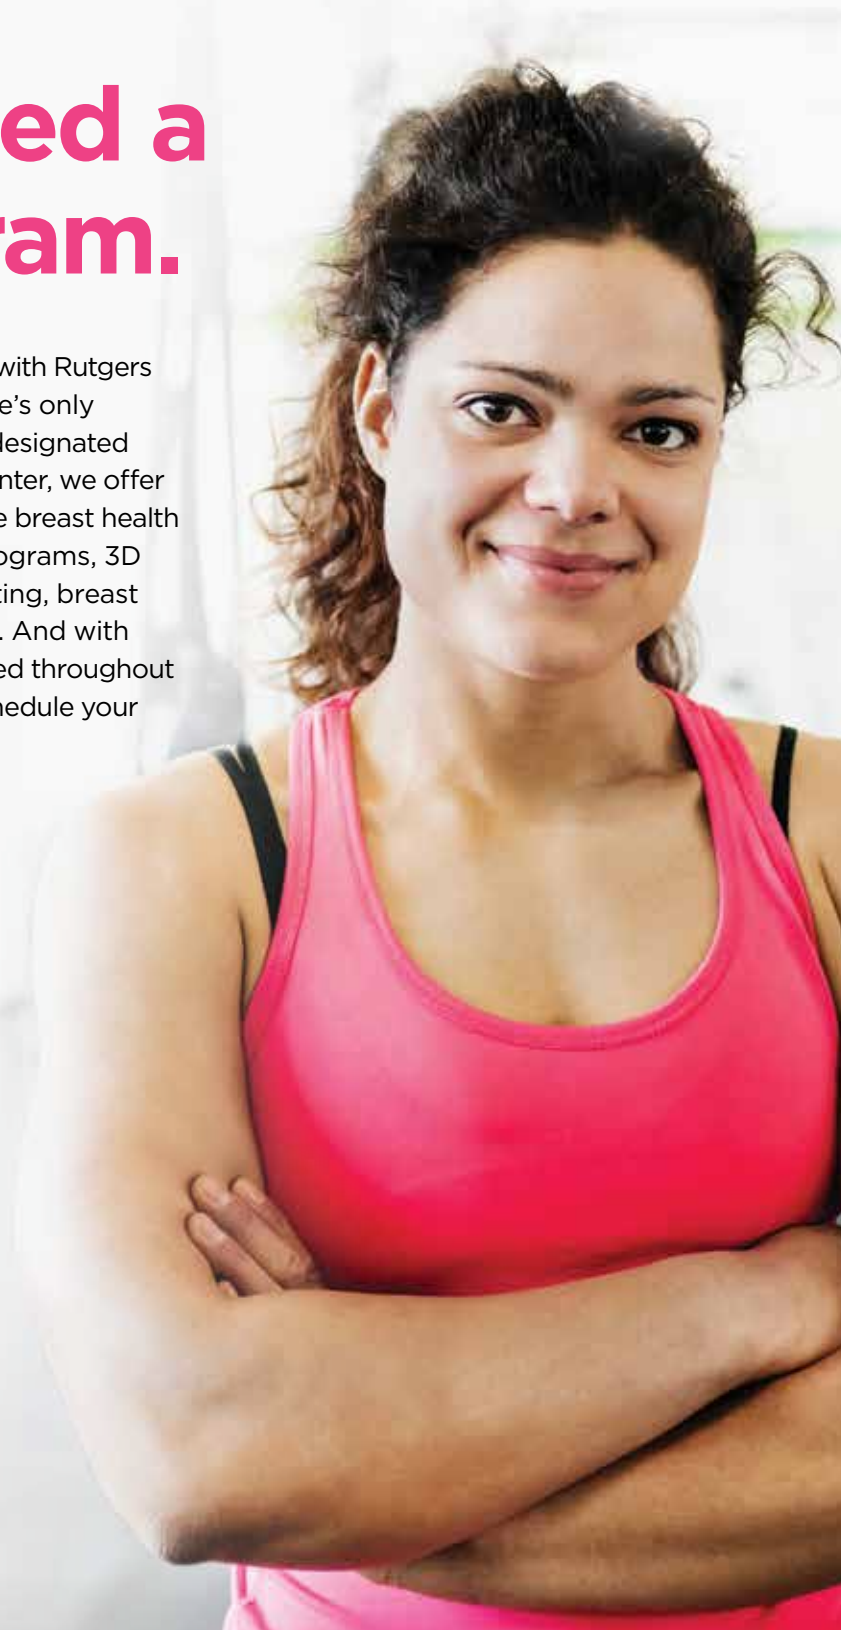 ed a
ram.
with Rutgers
e's only
designated
nter, we offer
e breast health
ograms, 3D
ting, breast
. And with
ed throughout
hedule your